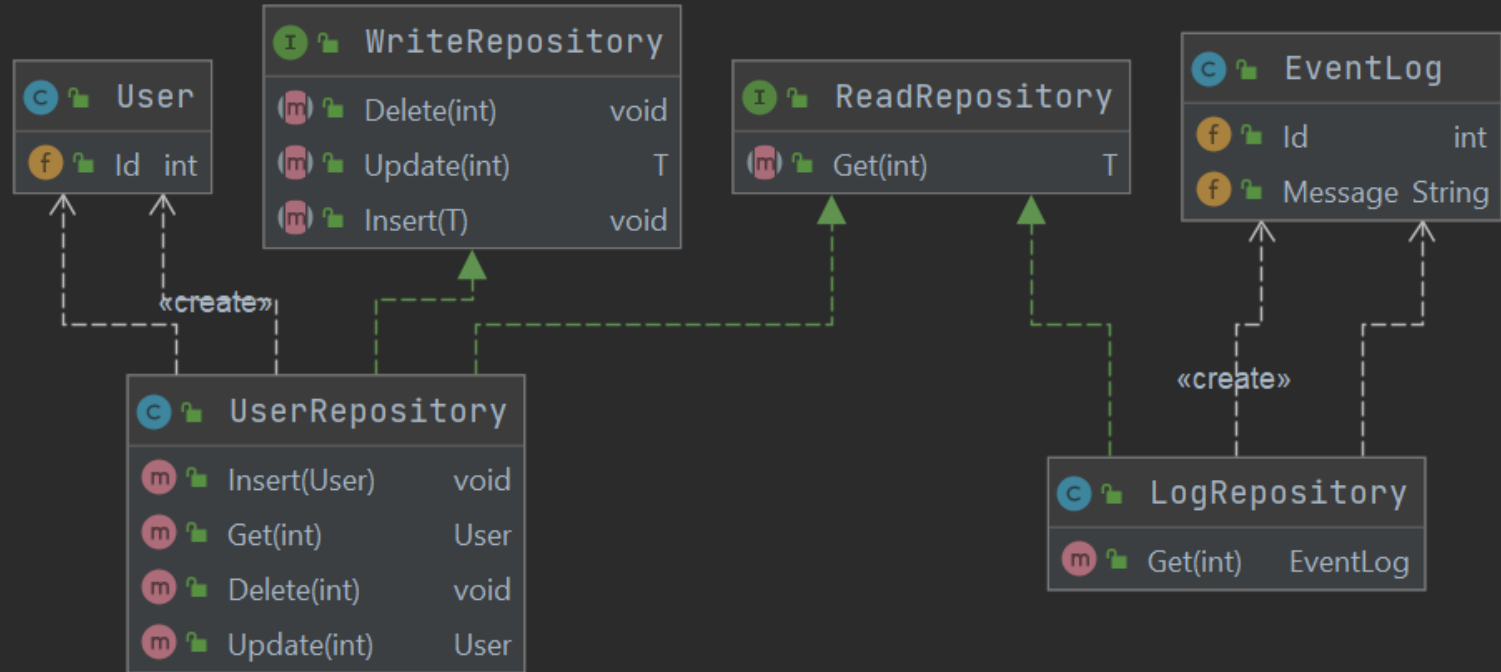 User
Id int
WriteRepository
Delete(int) void
Update(int) T
Insert(T) void
ReadRepository
Get(int) T
EventLog
Id int
Message String
«create»
«create»
UserRepository
Insert(User) void
Get(int) User
Delete(int) void
Update(int) User
LogRepository
Get(int) EventLog